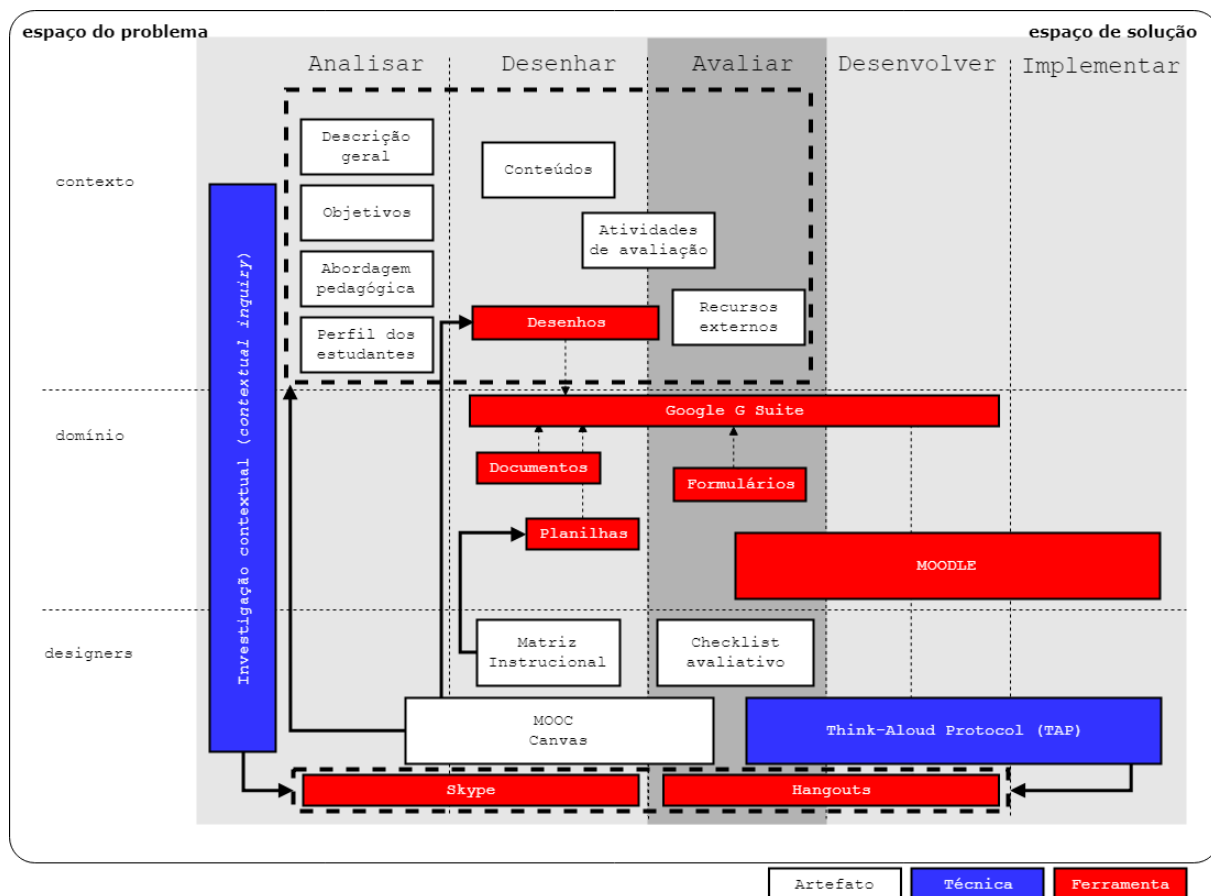 espaço do problema
espaço de solução
Analisar
Desenhar
Avaliar
Desenvolver
Implementar
contexto
Descrição
geral
Conteúdos
Objetivos
Atividades
de avaliação
Abordagem
pedagógica
Recursos
externos
Desenhos
Perfil dos
estudantes
Investigação contextual (contextual inquiry)
domínio
Google G Suite
Documentos
Formulários
Planilhas
MOODLE
designers
Matriz
Instrucional
Checklist
avaliativo
MOOC
Canvas
Think-Aloud Protocol (TAP)
Skype
Hangouts
Artefato
Técnica
Ferramenta